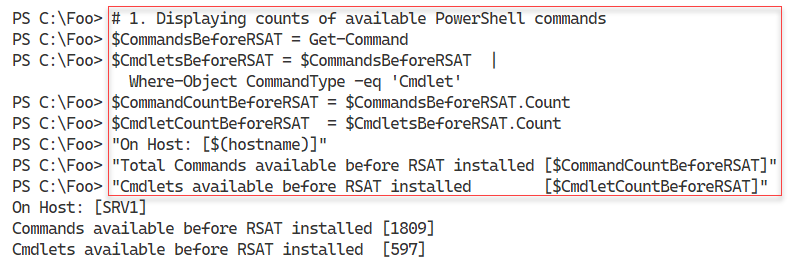 PS C:\Foo> # 1. Displaying counts of available PowerShell commands
PS C:\Foo> $CommandsBeforeRSAT = Get-Command
PS C:\Foo> $CmdletsBeforeRSAT = $CommandsBeforeRSAT  |
             Where-Object CommandType -eq 'Cmdlet'
PS C:\Foo> $CommandCountBeforeRSAT = $CommandsBeforeRSAT.Count
PS C:\Foo> $CmdletCountBeforeRSAT  = $CmdletsBeforeRSAT.Count
PS C:\Foo> "On Host: [$(hostname)]"
PS C:\Foo> "Total Commands available before RSAT installed [$CommandCountBeforeRSAT]"
PS C:\Foo> "Cmdlets available before RSAT installed        [$CmdletCountBeforeRSAT]"
On Host: [SRV1]
Commands available before RSAT installed [1809]
Cmdlets available before RSAT installed  [597]